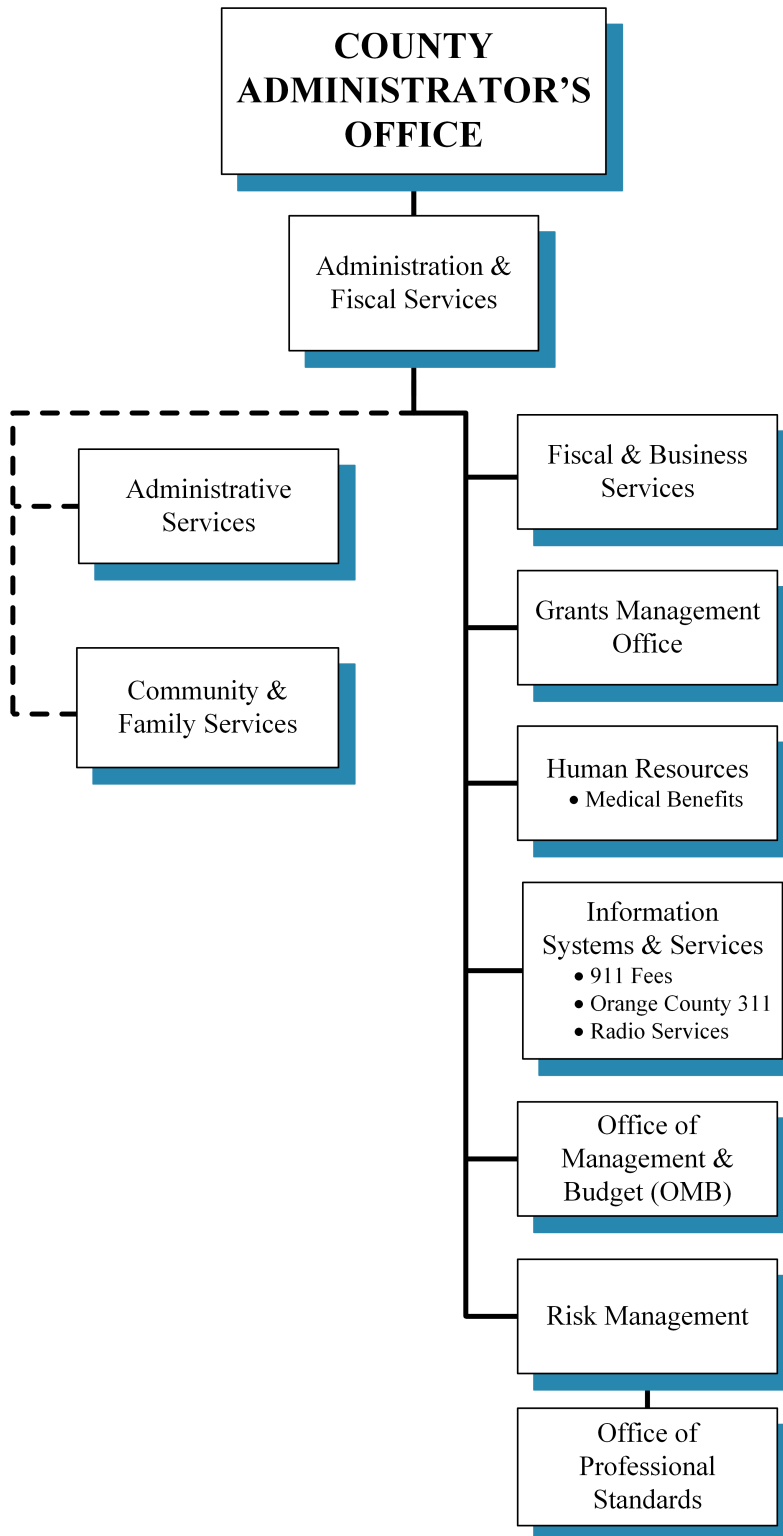 COUNTY
ADMINISTRATOR’S
OFFICE
Administration &
Fiscal Services
Administrative
Services
Community &
Family Services
Fiscal & Business
Services
Grants Management
Office
Human Resources
• Medical Benefits
Information
Systems & Services
• 911 Fees
• Orange County 311
• Radio Services
Office of
Management &
Budget (OMB)
Risk Management
Office of
Professional
Standards